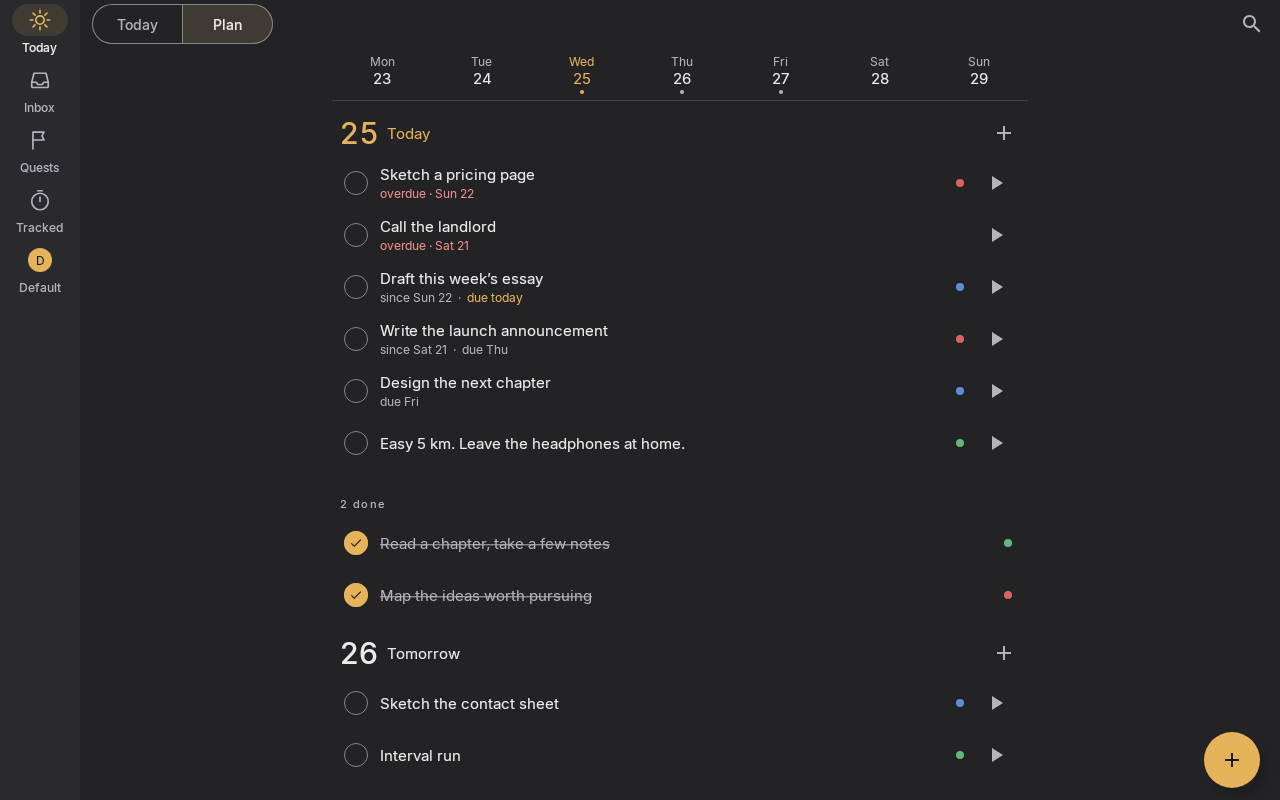 Today
Inbox
Quests
Tracked
D
Default
Today
Plan
Mon
23
Tue
24
Wed
25
Thu
26
Fri
27
Sat
28
Sun
29
25 Today
Sketch a pricing page
overdue · Sun 22
Call the landlord
overdue · Sat 21
Draft this week’s essay
since Sun 22 · due today
Write the launch announcement
since Sat 21 · due Thu
Design the next chapter
due Fri
Easy 5 km. Leave the headphones at home.
2 done
Read a chapter, take a few notes
Map the ideas worth pursuing
26 Tomorrow
Sketch the contact sheet
Interval run